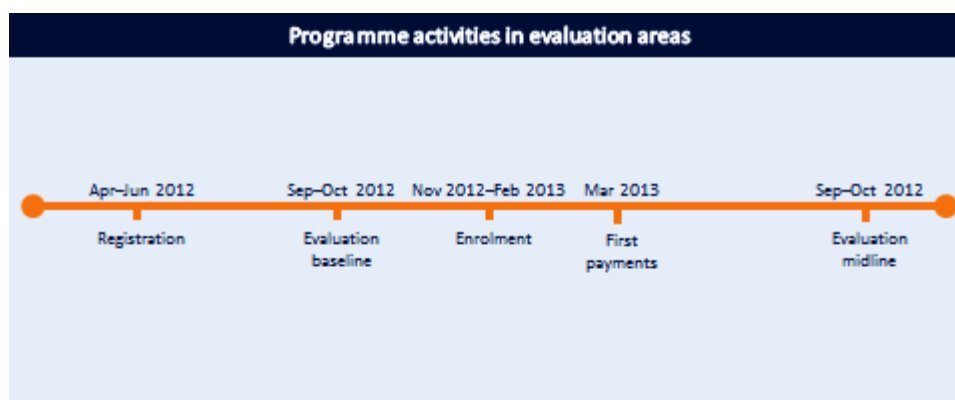 Programme activities in evaluation areas
Apr–Jun 2012
Sep–Oct 2012
Nov 2012–Feb 2013
Mar 2013
Sep–Oct 2012
Registration
Evaluation
baseline
Enrolment
First
payments
Evaluation
midline